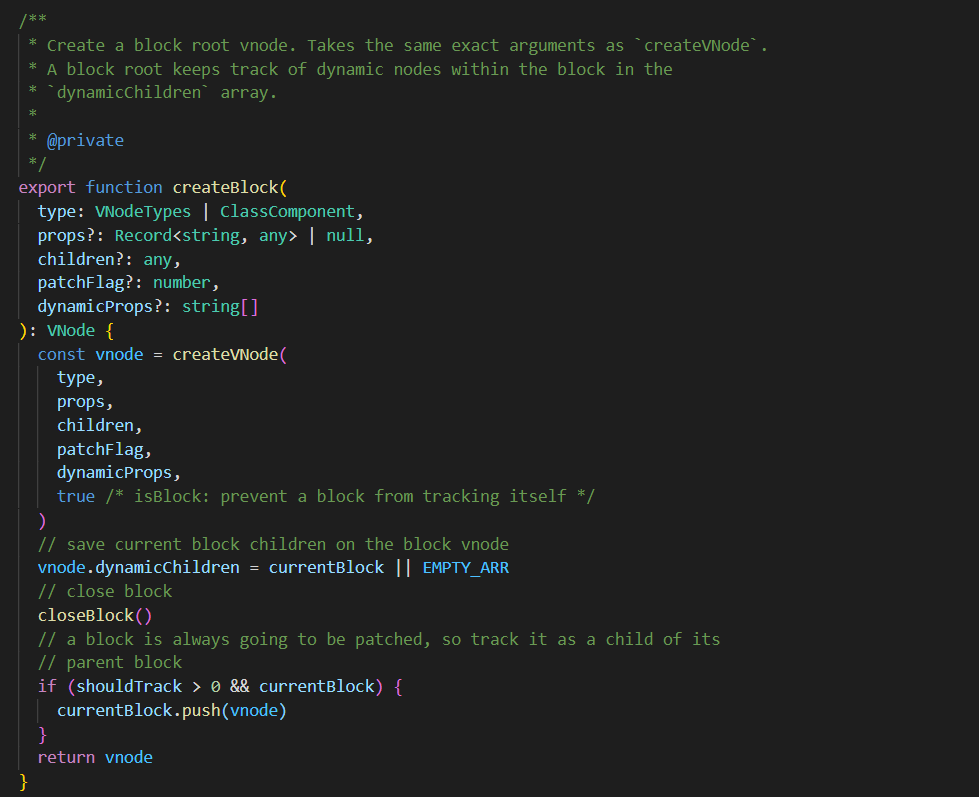 /**
 * Create a block root vnode. Takes the same exact arguments as `createVNode`.
 * A block root keeps track of dynamic nodes within the block in the
 * `dynamicChildren` array.
 *
 * @private
 */
export function createBlock(
  type: VNodeTypes | ClassComponent,
  props?: Record<string, any> | null,
  children?: any,
  patchFlag?: number,
  dynamicProps?: string[]
): VNode {
  const vnode = createVNode(
    type,
    props,
    children,
    patchFlag,
    dynamicProps,
    true /* isBlock: prevent a block from tracking itself */
  )
  // save current block children on the block vnode
  vnode.dynamicChildren = currentBlock || EMPTY_ARR
  // close block
  closeBlock()
  // a block is always going to be patched, so track it as a child of its
  // parent block
  if (shouldTrack > 0 && currentBlock) {
    currentBlock.push(vnode)
  }
  return vnode
}